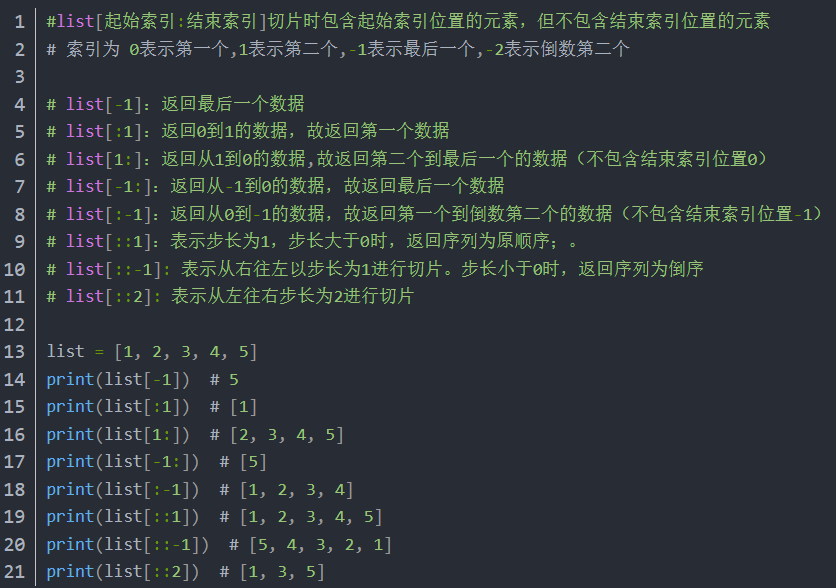 1 #list[起始索引:结束索引]切片时包含起始索引位置的元素，但不包含结束索引位置的元素
2 # 索引为 0表示第一个,1表示第二个,-1表示最后一个,-2表示倒数第二个
3
4 # list[-1]：返回最后一个数据
5 # list[:1]：返回0到1的数据，故返回第一个数据
6 # list[1:]：返回从1到0的数据,故返回第二个到最后一个的数据（不包含结束索引位置0）
7 # list[-1:]：返回从-1到0的数据，故返回最后一个数据
8 # list[:-1]：返回从0到-1的数据，故返回第一个到倒数第二个的数据（不包含结束索引位置-1）
9 # list[::1]：表示步长为1，步长大于0时，返回序列为原顺序；。
10 # list[::-1]: 表示从右往左以步长为1进行切片。步长小于0时，返回序列为倒序
11 # list[::2]: 表示从左往右步长为2进行切片
12
13 list = [1, 2, 3, 4, 5]
14 print(list[-1])  # 5
15 print(list[:1])  # [1]
16 print(list[1:])  # [2, 3, 4, 5]
17 print(list[-1:])  # [5]
18 print(list[:-1])  # [1, 2, 3, 4]
19 print(list[::1])  # [1, 2, 3, 4, 5]
20 print(list[::-1])  # [5, 4, 3, 2, 1]
21 print(list[::2])  # [1, 3, 5]